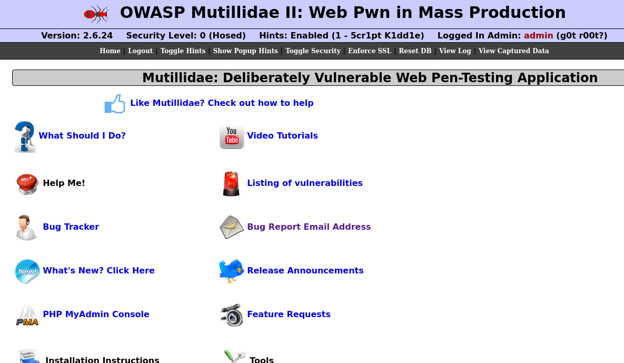 OWASP Mutillidae II: Web Pwn in Mass Production
Version: 2.6.24 Security Level: 0 (Hosed) Hints: Enabled (1 - 5cr1pt K1dd1e) Logged In Admin: admin (g0t r00t?)
Home | Logout | Toggle Hints | Show Popup Hints | Toggle Security | Enforce SSL | Reset DB | View Log | View Captured Data
Mutillidae: Deliberately Vulnerable Web Pen-Testing Application
Like Mutillidae? Check out how to help
What Should I Do? Video Tutorials
You
Tube
Help Me! Listing of vulnerabilities
Bug Tracker Bug Report Email Address
What's New? Click Here Release Announcements
PHP MyAdmin Console Feature Requests
PMA
Installation Instructions Tools